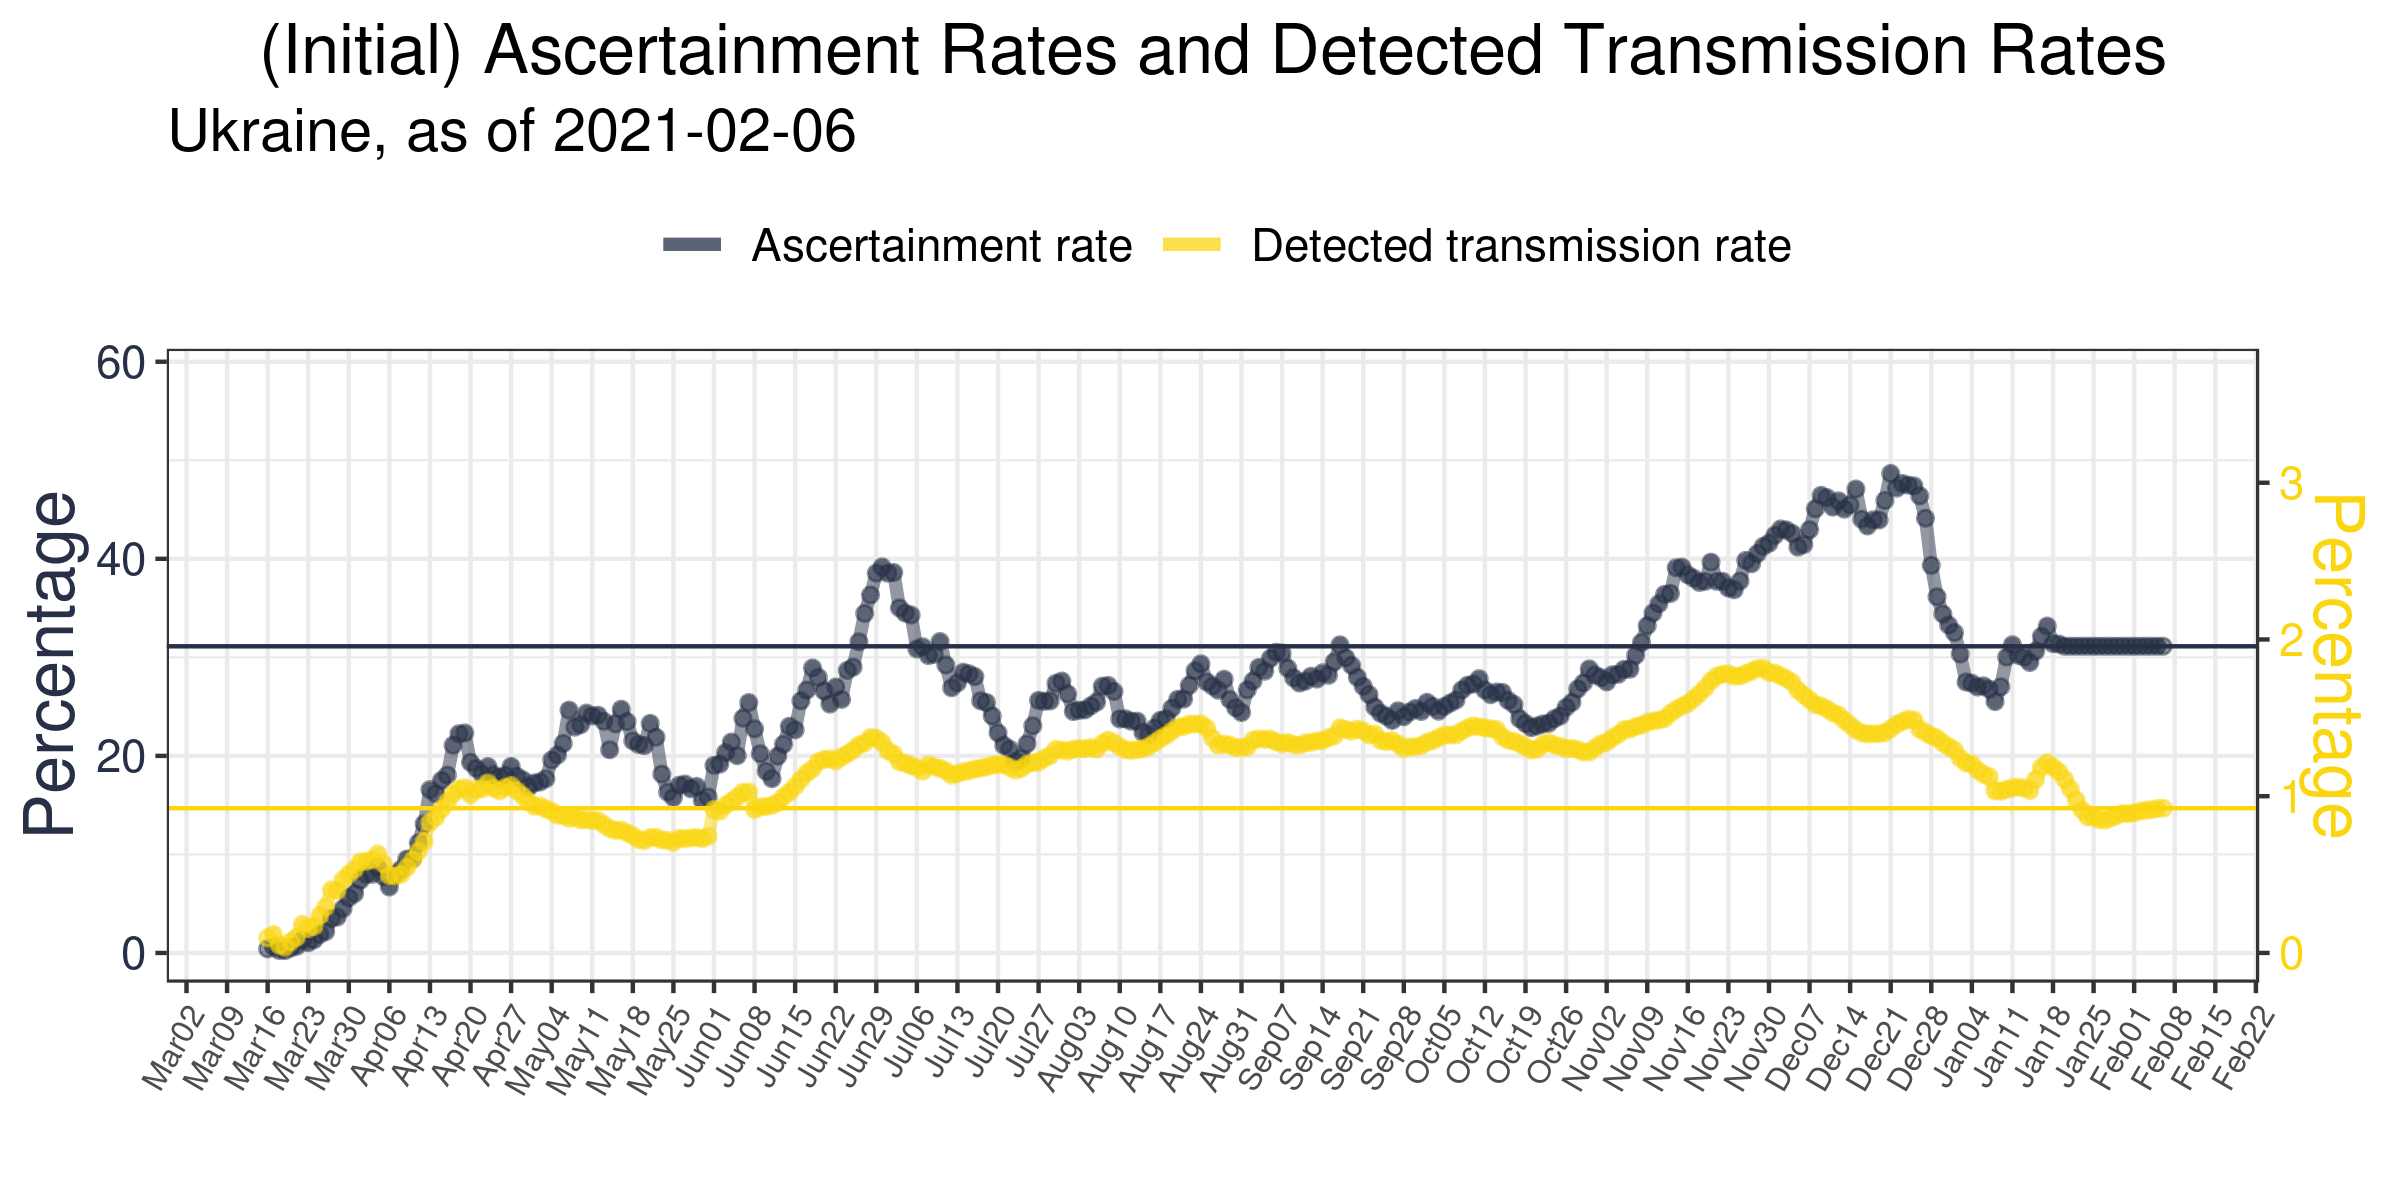 (Initial) Ascertainment Rates and Detected Transmission Rates
Ukraine, as of 2021-02-06
Ascertainment rate Detected transmission rate
Percentage
60
40
20
0
3
2
1
0
Percentage
Mar02 Mar09 Mar16 Mar23 Mar30 Apr06 Apr13 Apr20 Apr27 May04 May11 May18 May25 Jun01 Jun08 Jun15 Jun22 Jun29 Jul06 Jul13 Jul20 Jul27 Aug03 Aug10 Aug17 Aug24 Aug31 Sep07 Sep14 Sep21 Sep28 Oct05 Oct12 Oct19 Oct26 Nov02 Nov09 Nov16 Nov23 Nov30 Dec07 Dec14 Dec21 Dec28 Jan04 Jan11 Jan18 Jan25 Feb01 Feb08 Feb15 Feb22